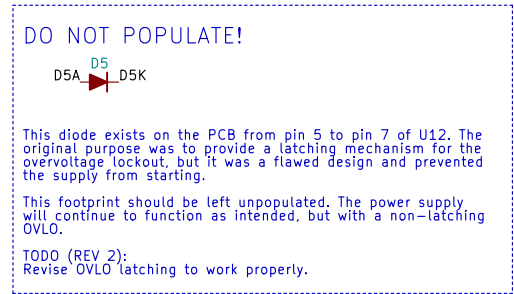 DO NOT POPULATE!
D5
D5A D5K
This diode exists on the PCB from pin 5 to pin 7 of U12. The
original purpose was to provide a latching mechanism for the
overvoltage lockout, but it was a flawed design and prevented
the supply from starting.
This footprint should be left unpopulated. The power supply
will continue to function as intended, but with a non-latching
OVLO.
TODO (REV 2):
Revise OVLO latching to work properly.